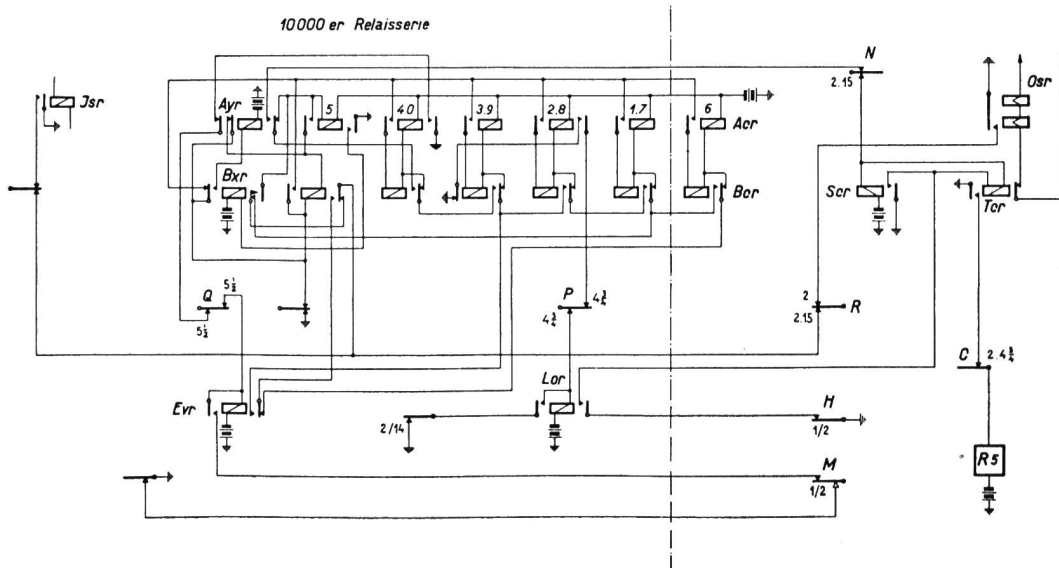 10000 er Relaisserie
N
2.15
Osr
Jsr
Ayr
5
4.0
3.9
2.8
1.7
6
Acr
Bxr
Bcr
Scr
Tcr
Q
5½
5½
P
4¾
4¾
2
R
2.15
C
2.4¾
Evr
Lor
2/14
H
1/2
M
1/2
R5